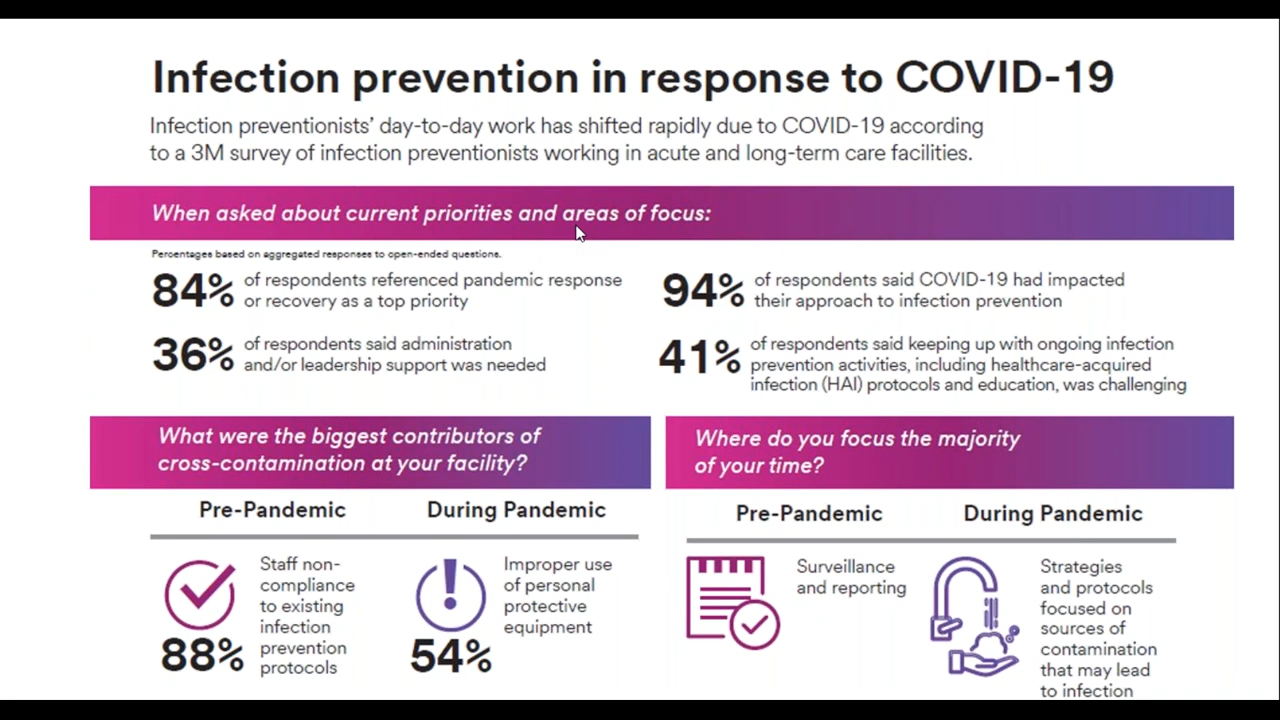 Infection prevention in response to COVID-19
Infection preventionists' day-to-day work has shifted rapidly due to COVID-19 according
to a 3M survey of infection preventionists working in acute and long-term care facilities.
When asked about current priorities and areas of focus:
Percentages based on aggregated responses to open-ended questions.
84%
of respondents referenced pandemic response
or recovery as a top priority
94%
of respondents said COVID-19 had impacted
their approach to infection prevention
36%
of respondents said administration
and/or leadership support was needed
41%
of respondents said keeping up with ongoing infection
prevention activities, including healthcare-acquired
infection (HAI) protocols and education, was challenging
What were the biggest contributors of
cross-contamination at your facility?
Pre-Pandemic
Staff non-
compliance
to existing
infection
prevention
protocols
88%
During Pandemic
Improper use
of personal
protective
equipment
54%
Where do you focus the majority
of your time?
Pre-Pandemic
Surveillance
and reporting
During Pandemic
Strategies
and protocols
focused on
sources of
contamination
that may lead
to infection